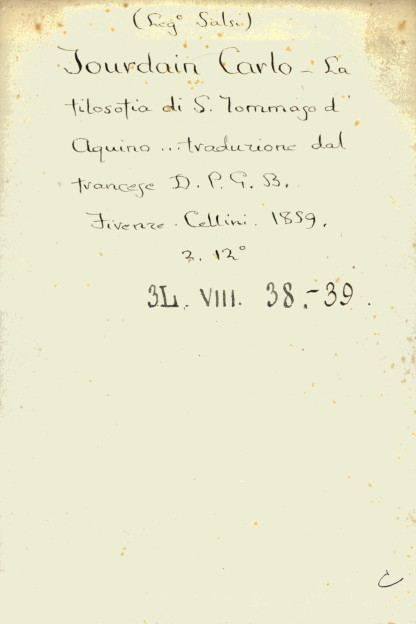 (Leg° Salsi)
Jourdain Carlo - La
filosofia di S. Tommaso d'
Aquino ... traduzione dal
francese D. P. G. B.
Firenze. Cellini. 1859.
2. 12°
3L. VIII. 38.-39.
C